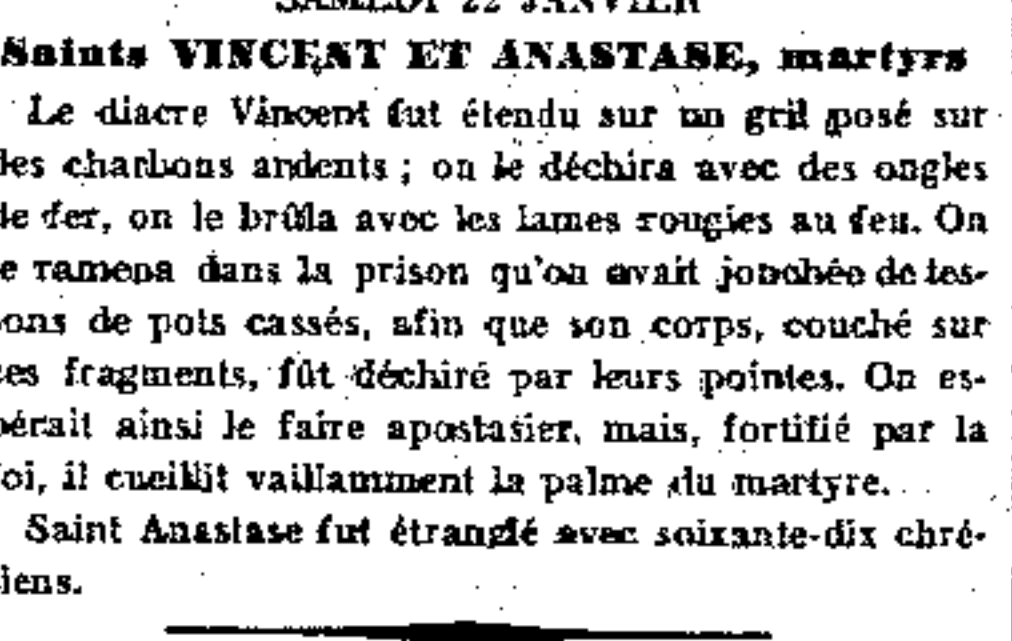 SAMEDI 22 JANVIER
Saints VINCENT ET ANASTASE, martyrs
Le diacre Vincent fut étendu sur un gril posé sur
des charbons ardents ; on le déchira avec des ongles
de fer, on le brûla avec les lames rougies au feu. On
le ramena dans la prison qu'on avait jonchée de tes-
sons de pots cassés, afin que son corps, couché sur
ces fragments, fût déchiré par leurs pointes. On es-
pérait ainsi le faire apostasier, mais, fortifié par la
foi, il cueillit vaillamment la palme du martyre.
Saint Anastase fut étranglé avec soixante-dix chré-
tiens.